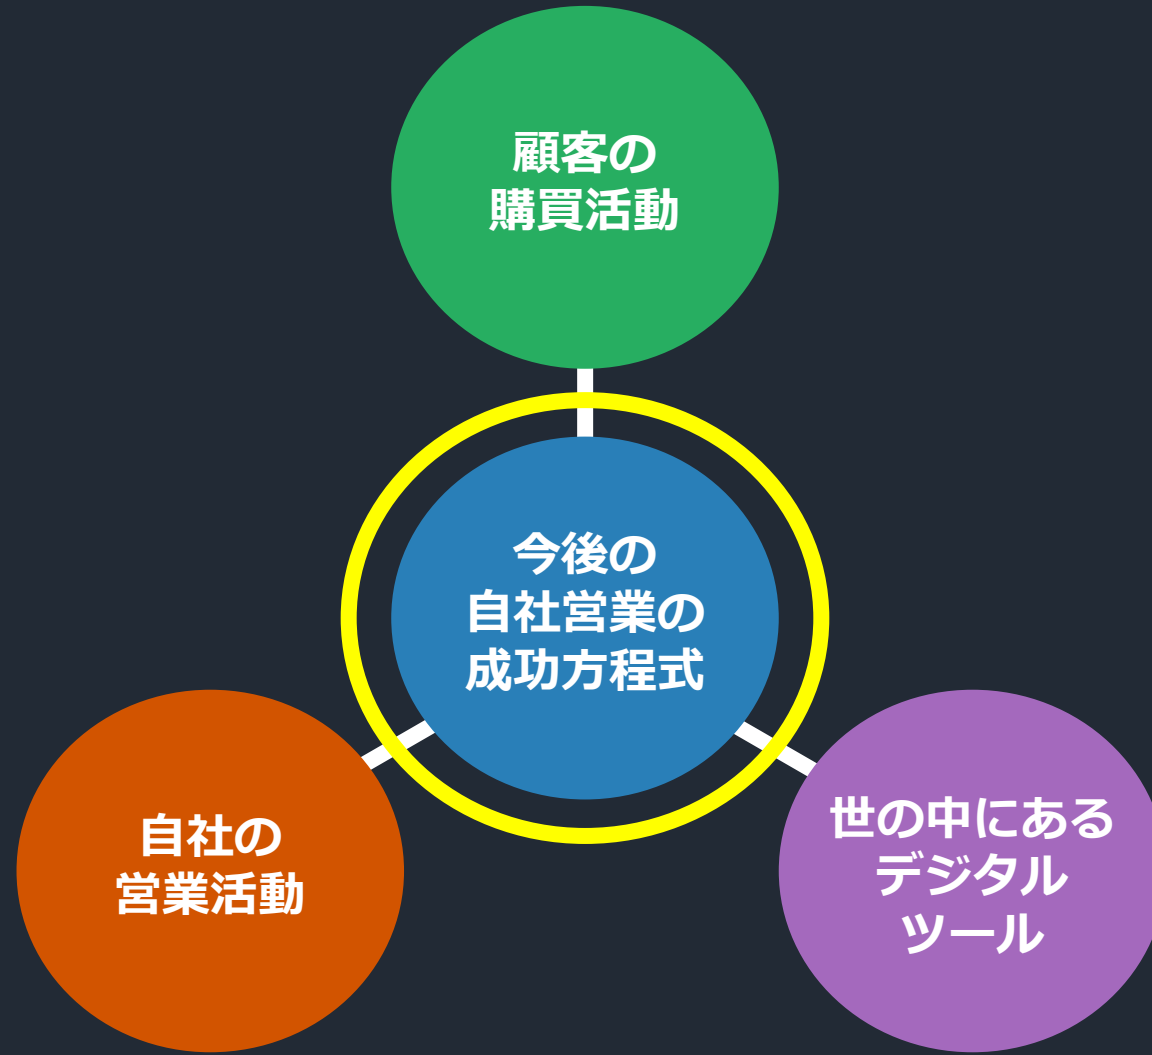 顧客の
購買活動
今後の
自社営業の
成功方程式
自社の
営業活動
世の中にある
デジタル
ツール